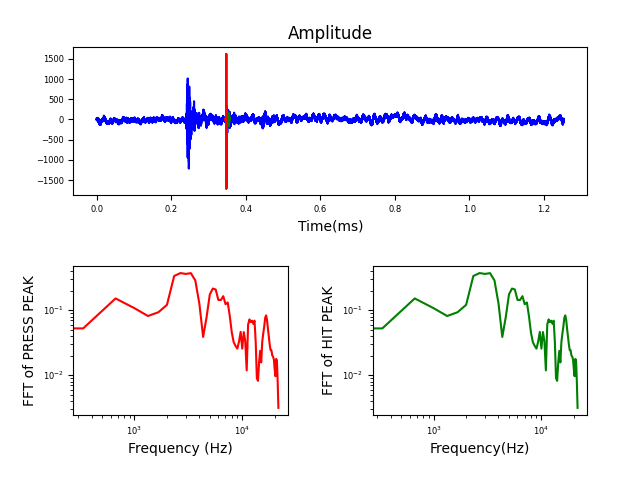 Amplitude
1500
1000
500
0
−500
−1000
−1500
0.0 0.2 0.4 0.6 0.8 1.0 1.2
Time(ms)
FFT of PRESS PEAK
10⁻¹
10⁻²
10³ 10⁴
Frequency (Hz)
FFT of HIT PEAK
10⁻¹
10⁻²
10³ 10⁴
Frequency(Hz)